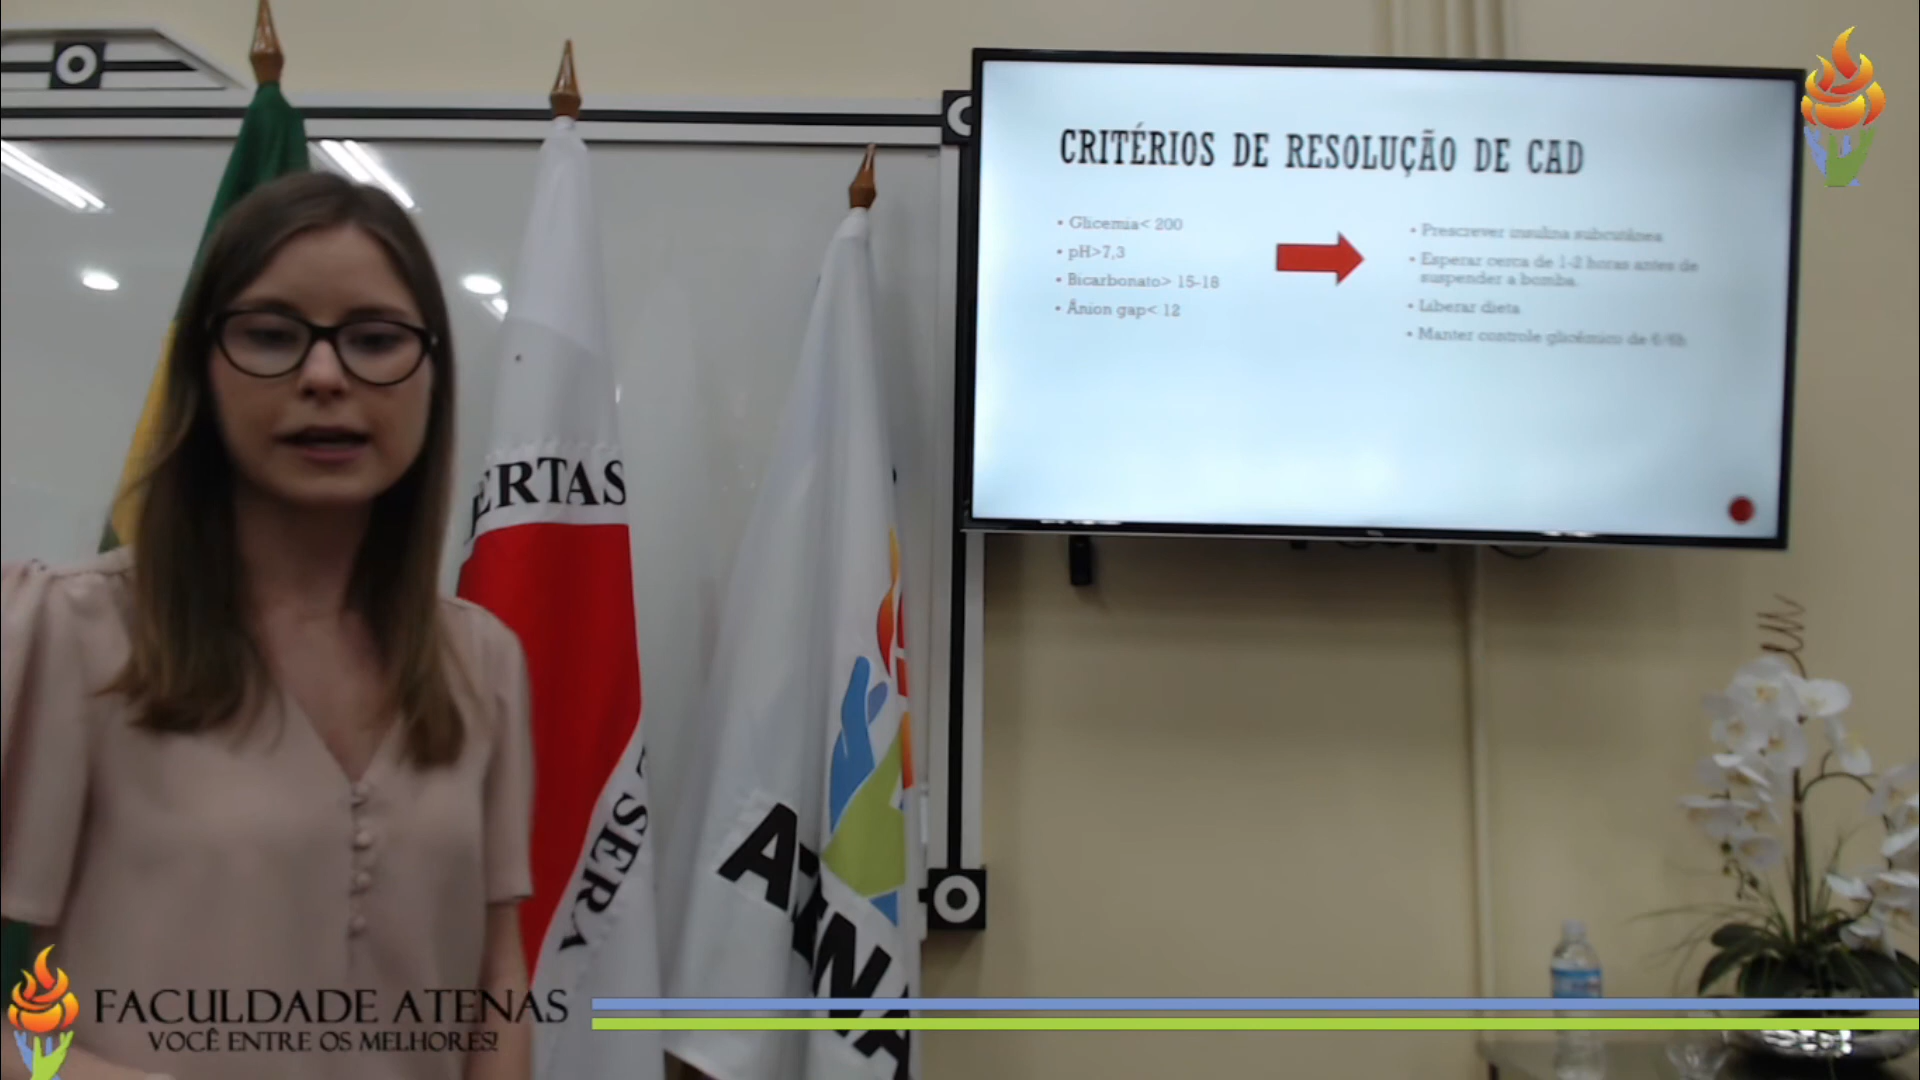 CRITÉRIOS DE RESOLUÇÃO DE CAD
• Glicemia< 200
• pH>7,3
• Bicarbonato> 15-18
• Ânion gap< 12
• Prescrever insulina subcutânea
• Esperar cerca de 1-2 horas antes de
suspender a bomba.
• Liberar dieta
• Manter controle glicêmico de 6/6h
ERTAS
SERA
ATENA
FACULDADE ATENAS
VOCÊ ENTRE OS MELHORES!